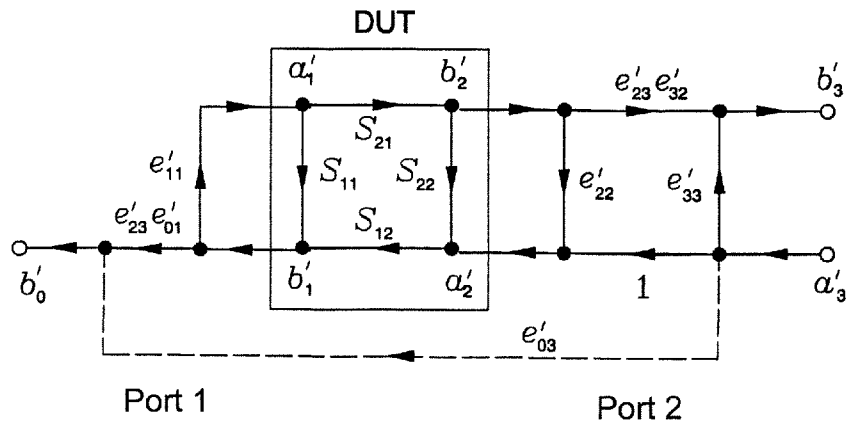 DUT
a′₁ b′₂ e′₂₃e′₃₂ b′₃
S₂₁
e′₁₁ S₁₁ S₂₂ e′₂₂ e′₃₃
e′₂₃e′₀₁ S₁₂
b′₀ b′₁ a′₂ 1 a′₃
e′₀₃
Port 1 Port 2